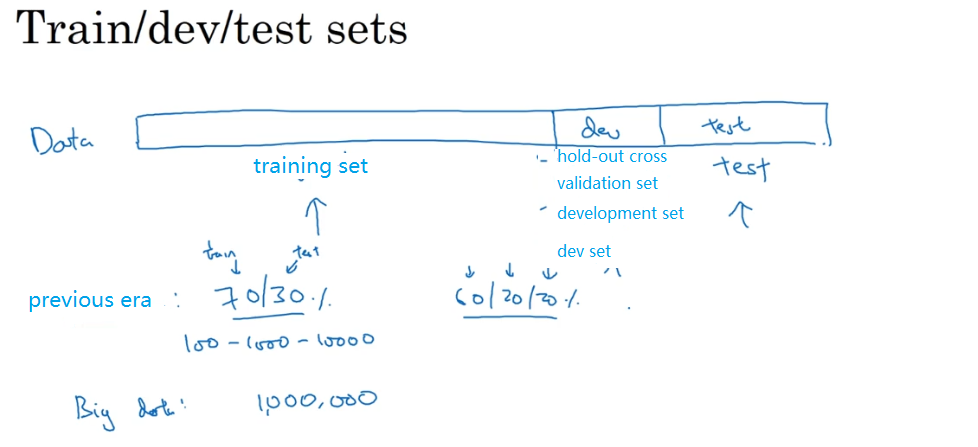 Train/dev/test sets
Data
dev
test
training set
hold-out cross
validation set
development set
dev set
test
train
test
previous era :
70/30 %
60/20/20 %
100 - 1000 - 10000
Big data:
1,000,000